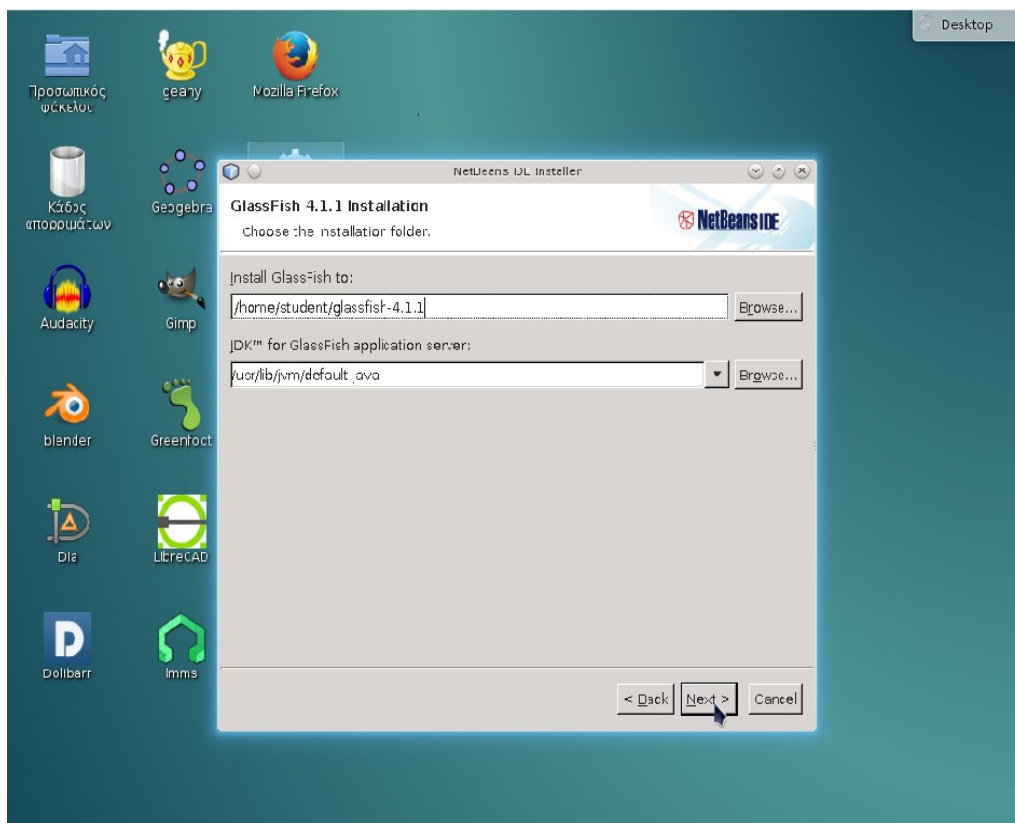 Desktop
Προσωπικός
φάκελος
geany
Mozilla Firefox
Κάδος
απορριμάτων
Geogebra
NetBeans IDE Installer
GlassFish 4.1.1 Installation
Choose the installation folder.
NetBeans IDE
Install GlassFish to:
/home/student/glassfish-4.1.1
Browse...
JDK™ for GlassFish application server:
/usr/lib/jvm/default-java
Browse...
Audacity
Gimp
blender
Greenfoot
Dia
LibreCAD
Dolibarr
lmms
< Back
Next >
Cancel